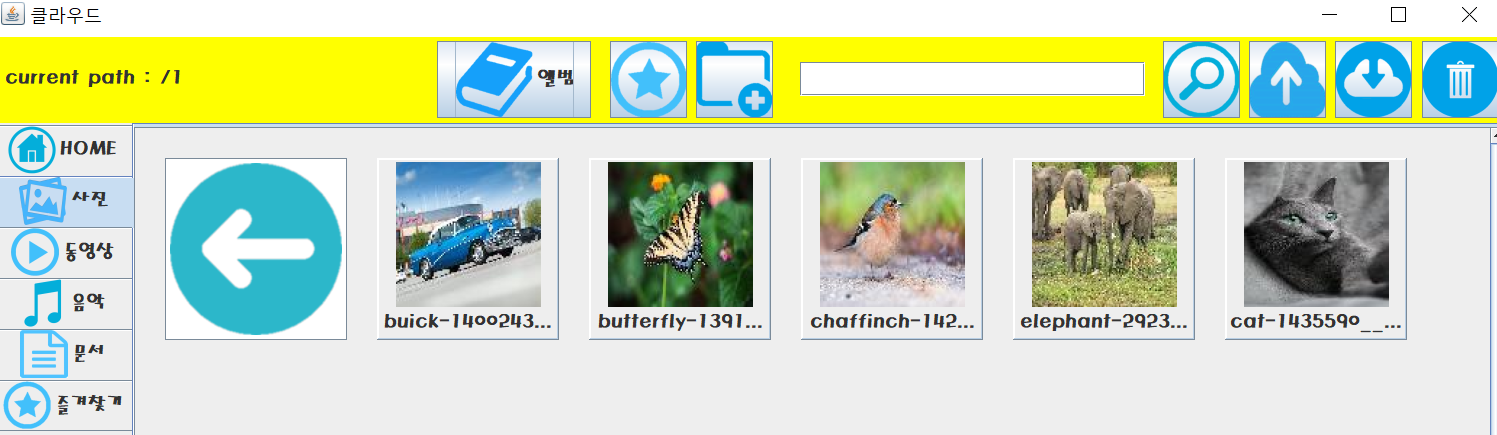 클라우드
current path : /1
앨범
HOME
사진
동영상
음악
문서
즐겨찾기
buick-1400243...
butterfly-1391...
chaffinch-142...
elephant-2923...
cat-1435590__...